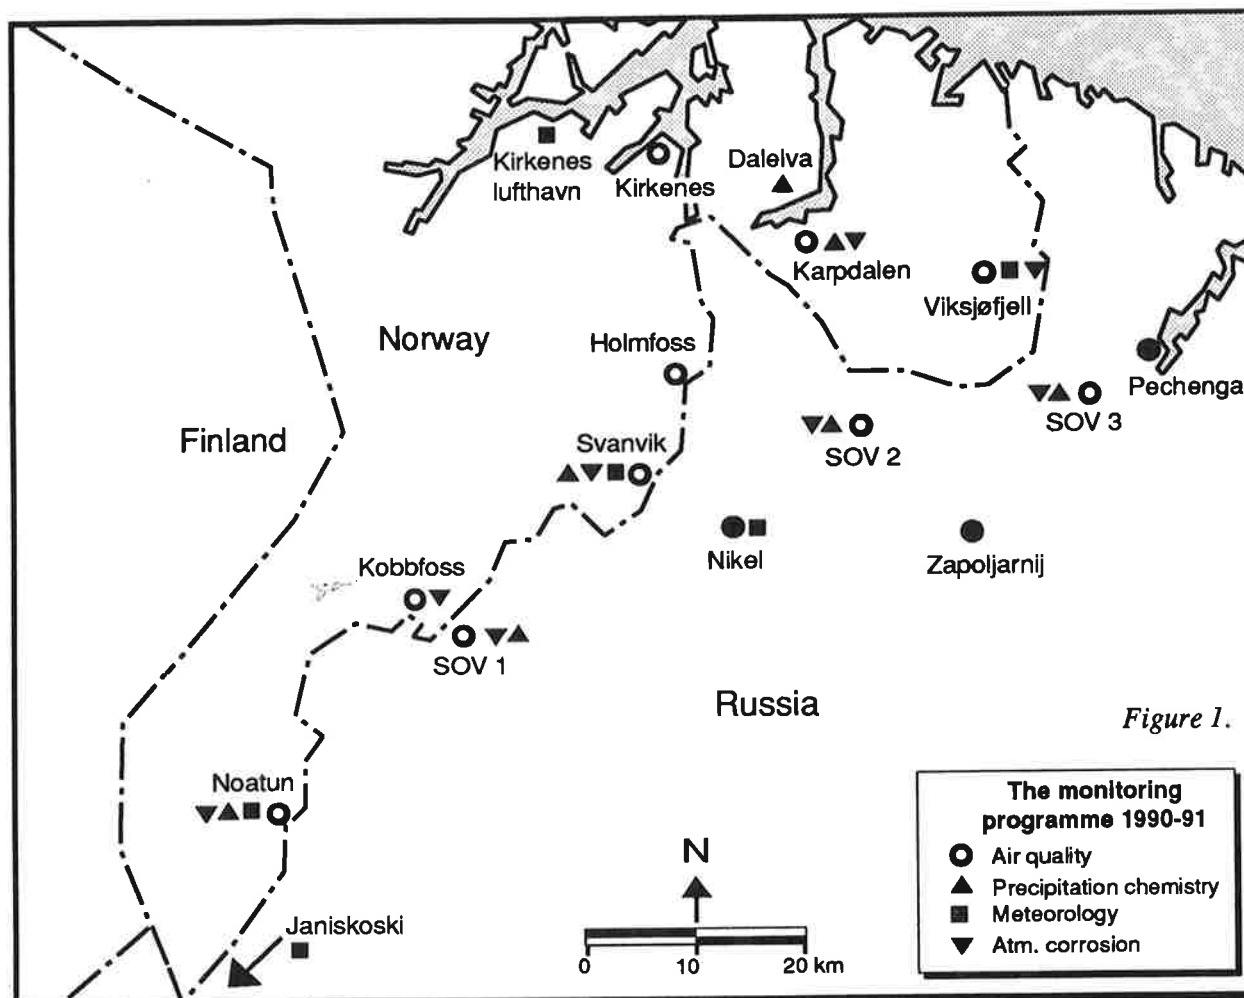 Kirkenes
lufthavn
Kirkenes
Dalelva
Karpdalen
Viksjøfjell
Norway
Holmfoss
Pechenga
SOV 3
Finland
Svanvik
SOV 2
Nikel
Zapoljarnij
Kobbfoss
SOV 1
Russia
Figure 1.
Noatun
The monitoring
programme 1990-91
Air quality
Precipitation chemistry
Meteorology
Atm. corrosion
N
Janiskoski
0 10 20 km